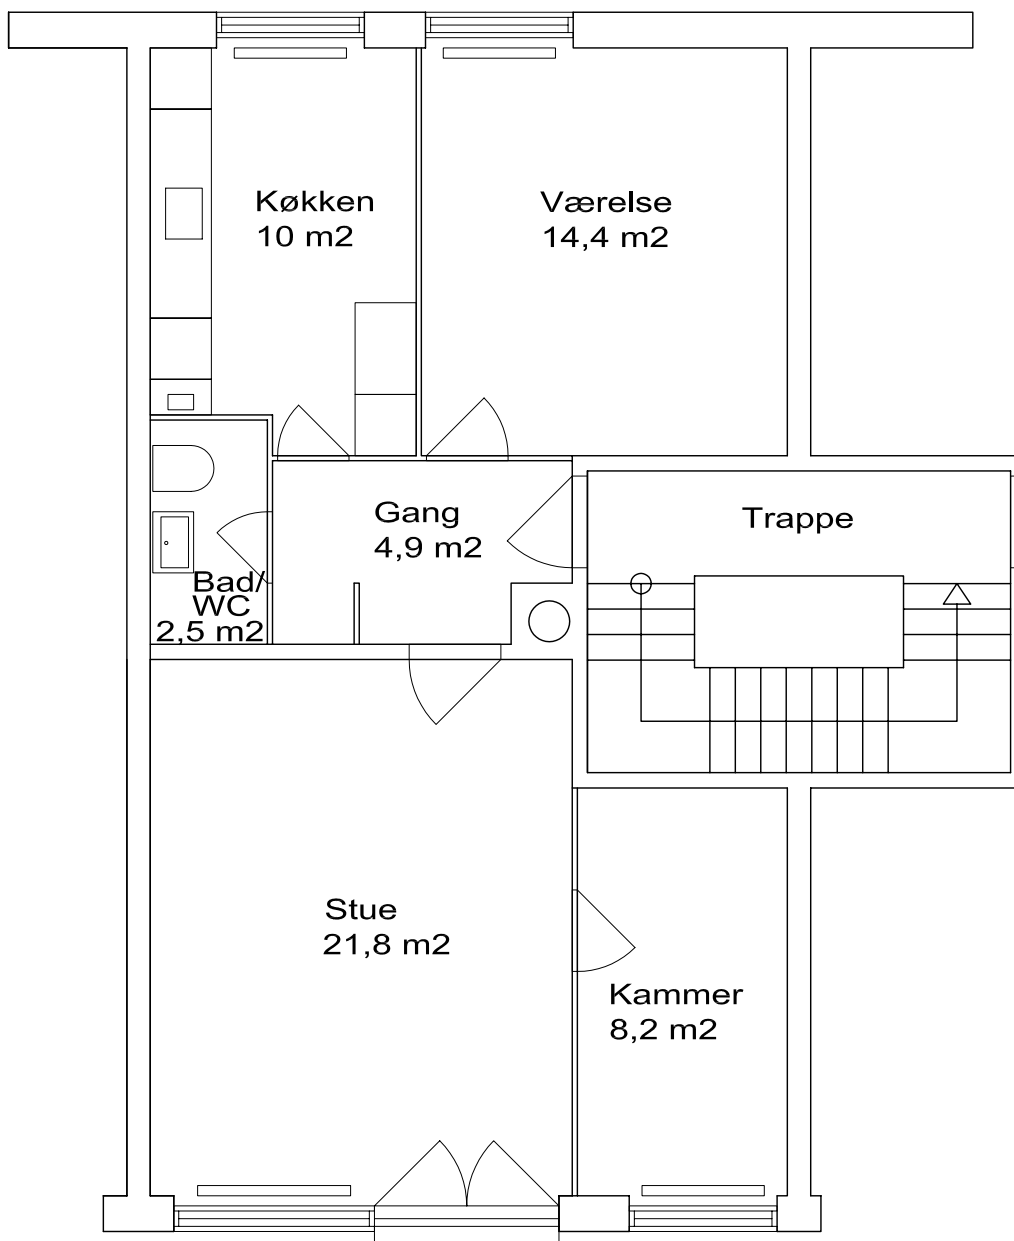 Køkken
10 m2
Værelse
14,4 m2
Gang
4,9 m2
Trappe
Bad/
WC
2,5 m2
Stue
21,8 m2
Kammer
8,2 m2